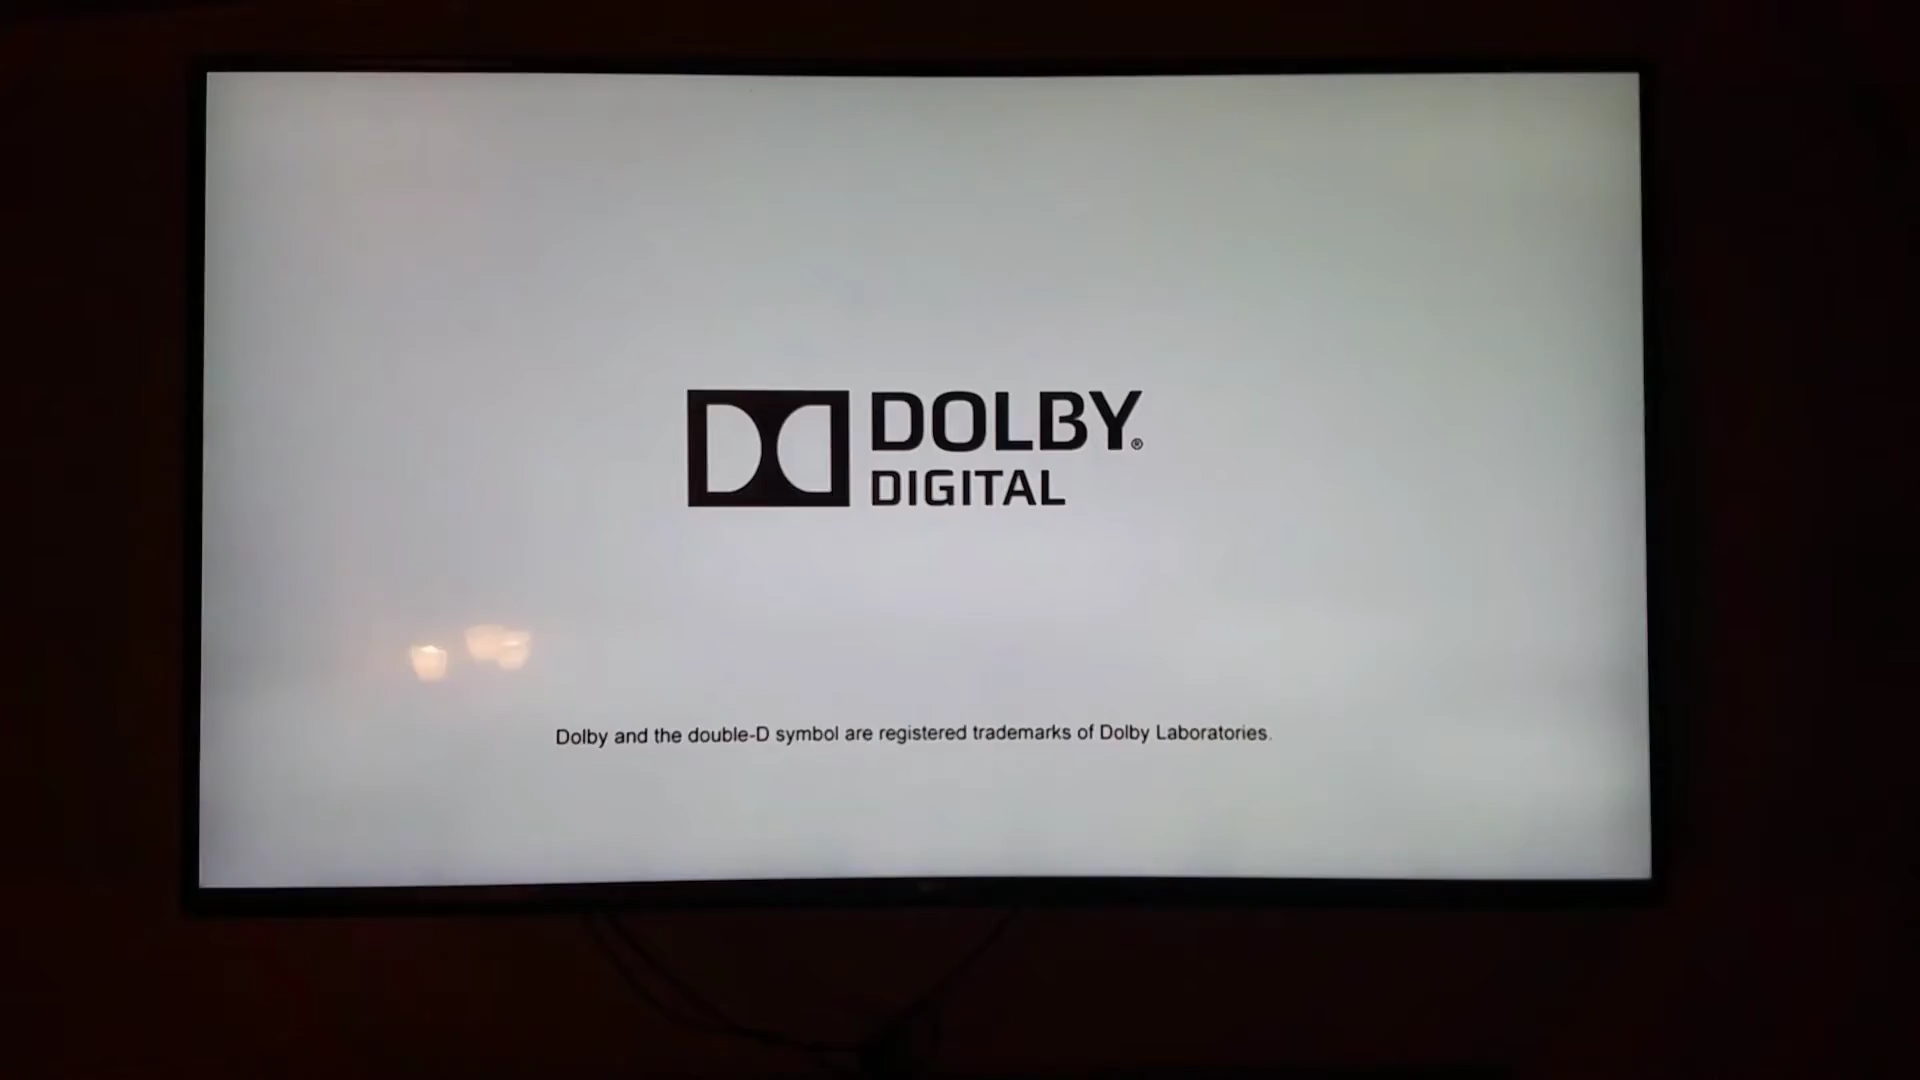 DOLBY®
DIGITAL
Dolby and the double-D symbol are registered trademarks of Dolby Laboratories.